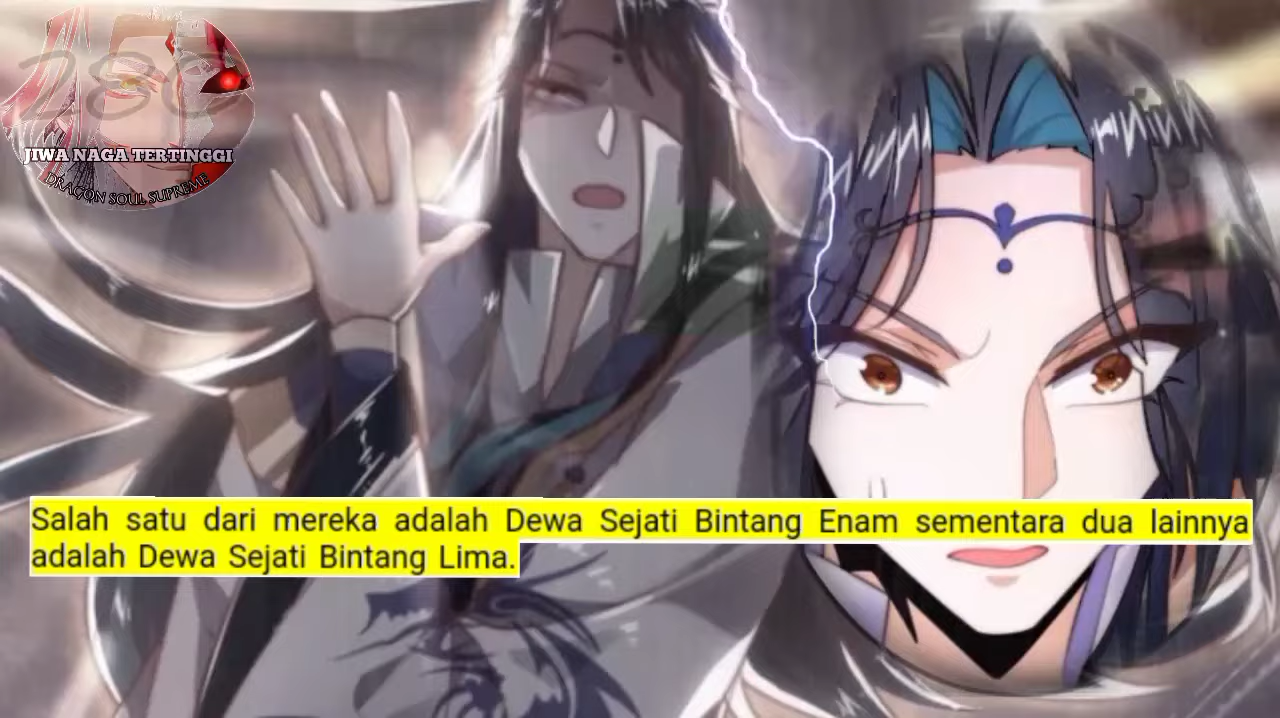 280
JIWA NAGA TERTINGGI
DRAGON SOUL SUPREME
Salah satu dari mereka adalah Dewa Sejati Bintang Enam sementara dua lainnya
adalah Dewa Sejati Bintang Lima.